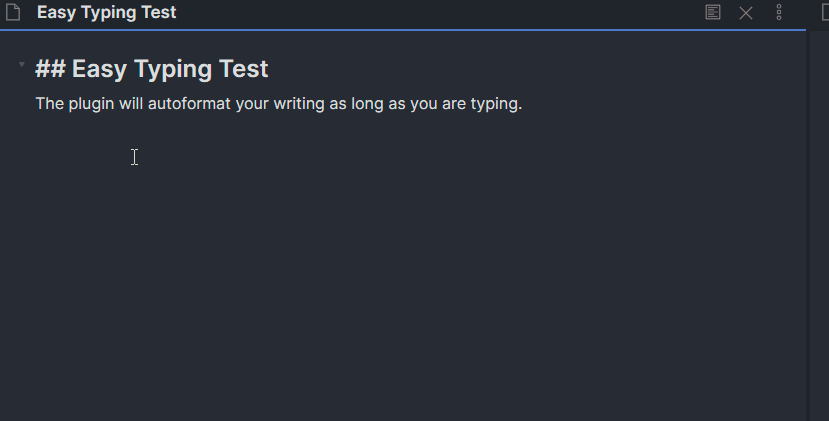 Easy Typing Test
## Easy Typing Test
The plugin will autoformat your writing as long as you are typing.